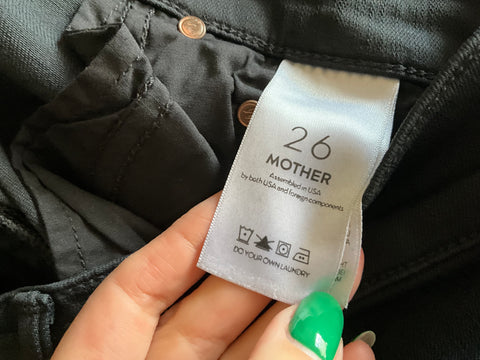 26
MOTHER
Assembled in USA
by both USA and foreign components
DO YOUR OWN LAUNDRY